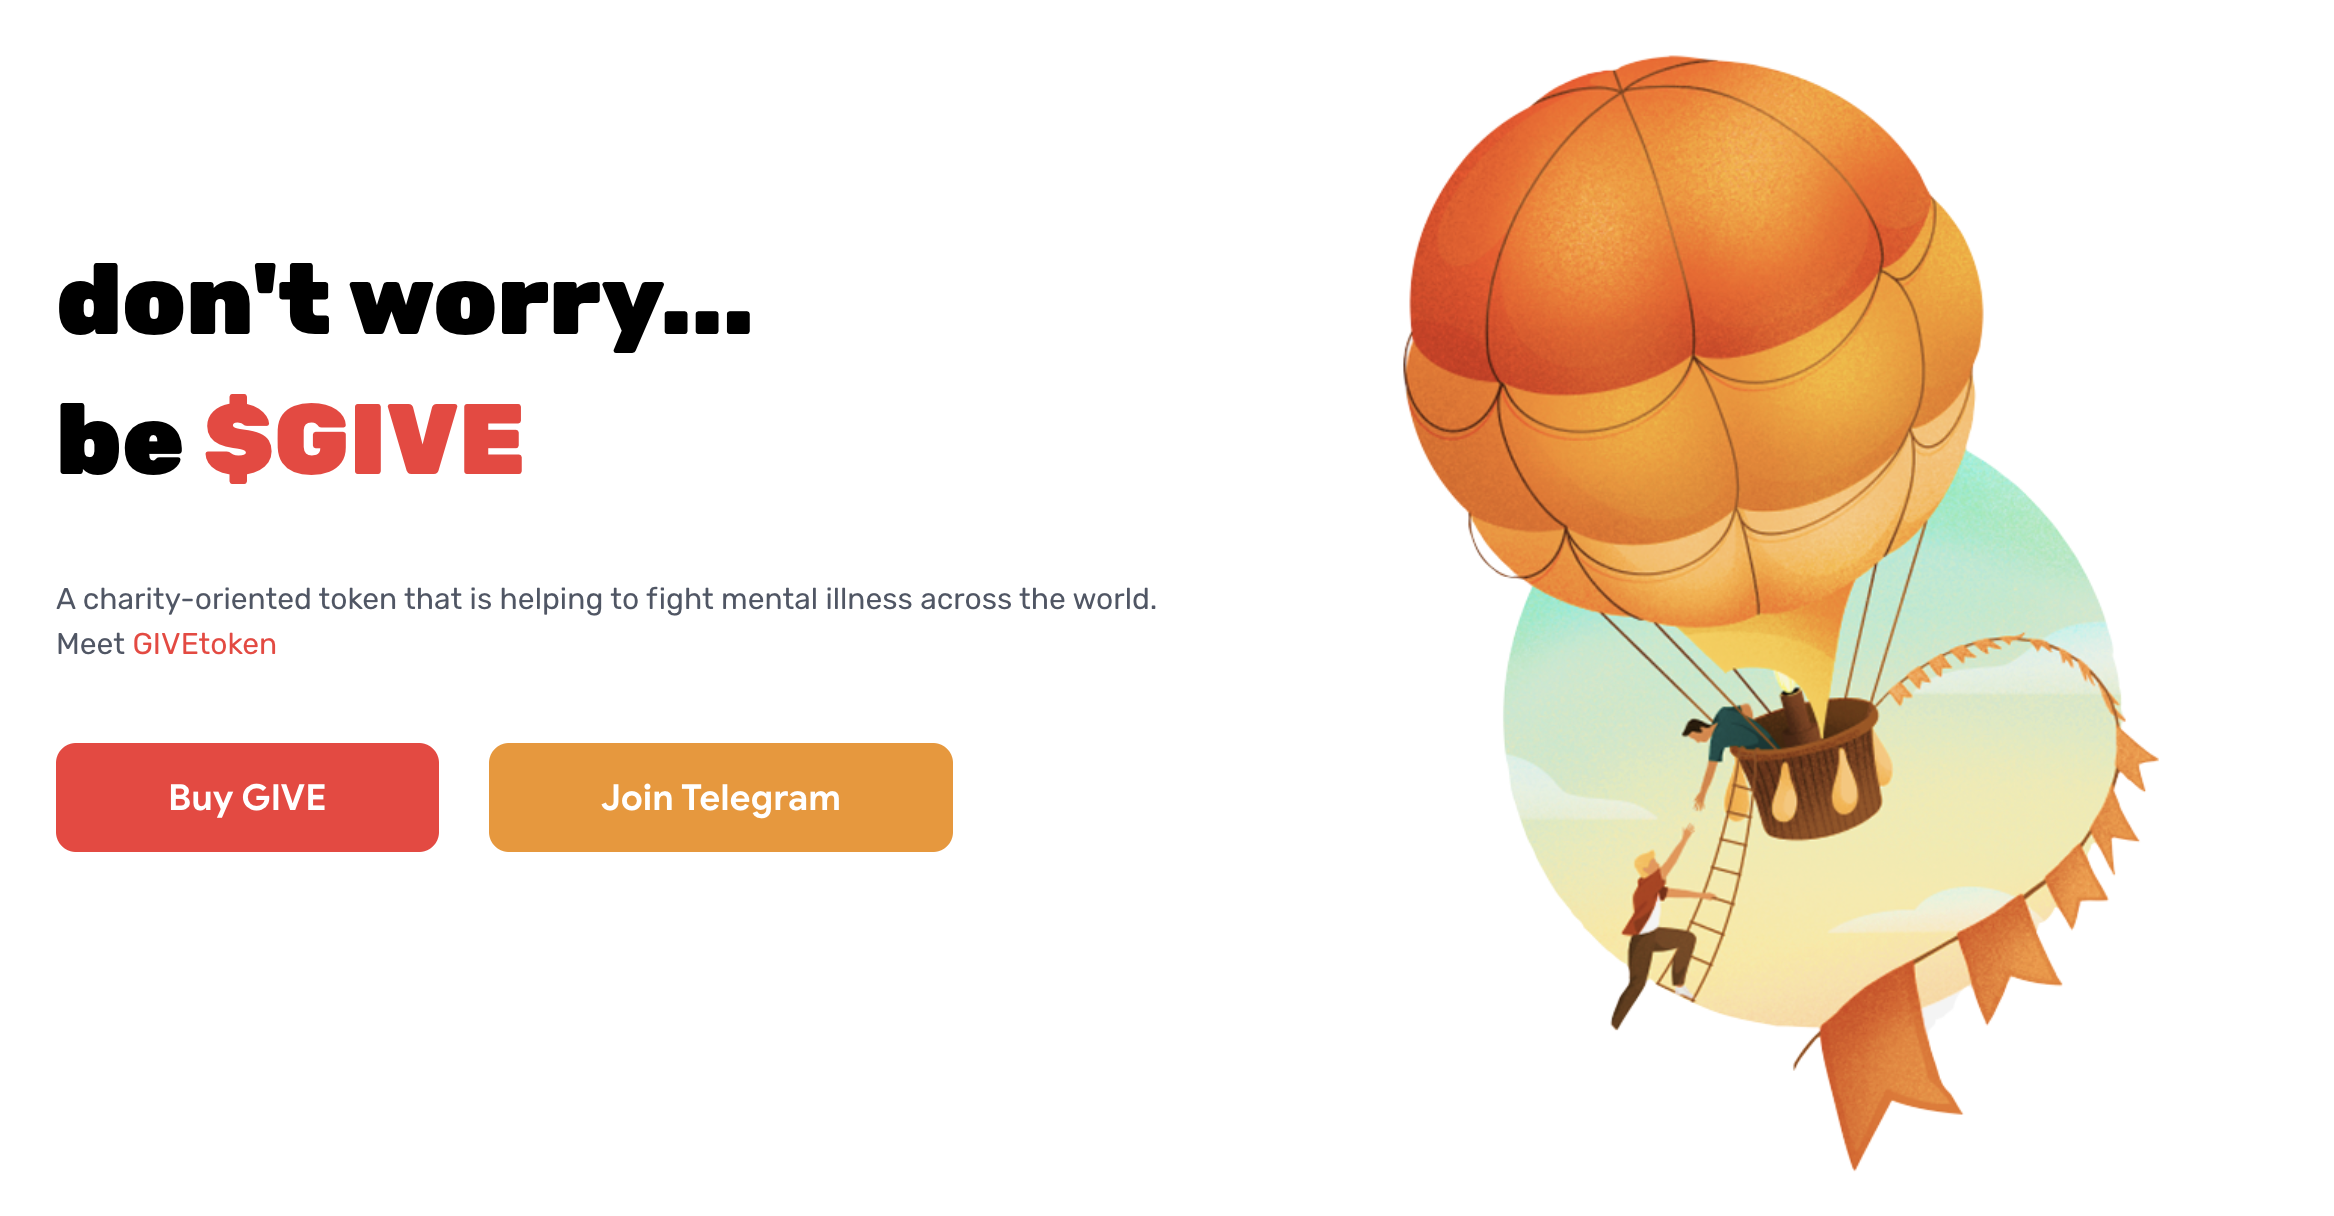 don't worry...
be $GIVE
A charity-oriented token that is helping to fight mental illness across the world.
Meet GIVEtoken
Buy GIVE
Join Telegram